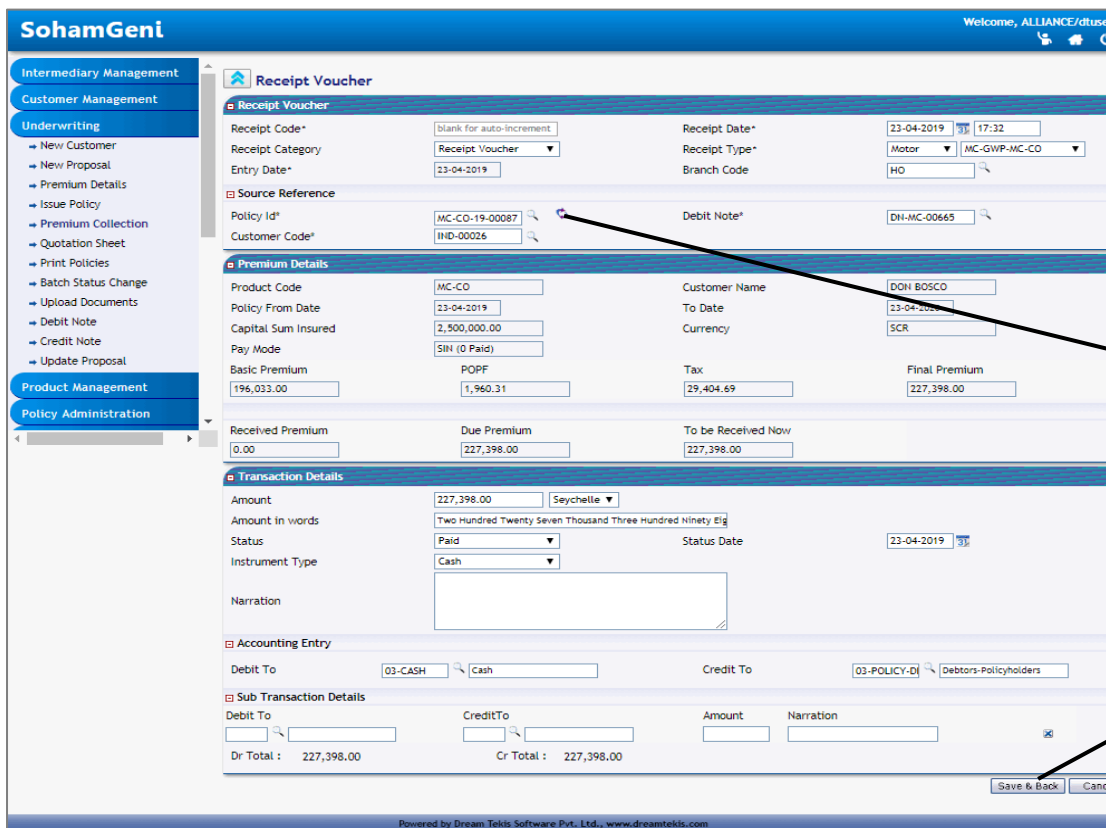 SohamGeni
Welcome, ALLIANCE/dtuse
Intermediary Management
Customer Management
Underwriting
New Customer
New Proposal
Premium Details
Issue Policy
Premium Collection
Quotation Sheet
Print Policies
Batch Status Change
Upload Documents
Debit Note
Credit Note
Update Proposal
Product Management
Policy Administration
Receipt Voucher
Receipt Voucher
Receipt Code* blank for auto-increment Receipt Date* 23-04-2019 31 17:32
Receipt Category Receipt Voucher Receipt Type* Motor MC-GWP-MC-CO
Entry Date* 23-04-2019 Branch Code HO
Source Reference
Policy Id* MC-CO-19-00087 Debit Note* DN-MC-00665
Customer Code* IND-00026
Premium Details
Product Code MC-CO Customer Name DON BOSCO
Policy From Date 23-04-2019 To Date 23-04-2020
Capital Sum Insured 2,500,000.00 Currency SCR
Pay Mode SIN (0 Paid)
Basic Premium POPF Tax Final Premium
196,033.00 1,960.31 29,404.69 227,398.00
Received Premium Due Premium To be Received Now
0.00 227,398.00 227,398.00
Transaction Details
Amount 227,398.00 Seychelle
Amount in words Two Hundred Twenty Seven Thousand Three Hundred Ninety Eig
Status Paid Status Date 23-04-2019 31
Instrument Type Cash
Narration
Accounting Entry
Debit To 03-CASH Cash Credit To 03-POLICY-DI Debtors-Policyholders
Sub Transaction Details
Debit To CreditTo Amount Narration
Dr Total : 227,398.00 Cr Total : 227,398.00
Save & Back Canc
Powered by Dream Tekis Software Pvt. Ltd., www.dreamtekis.com